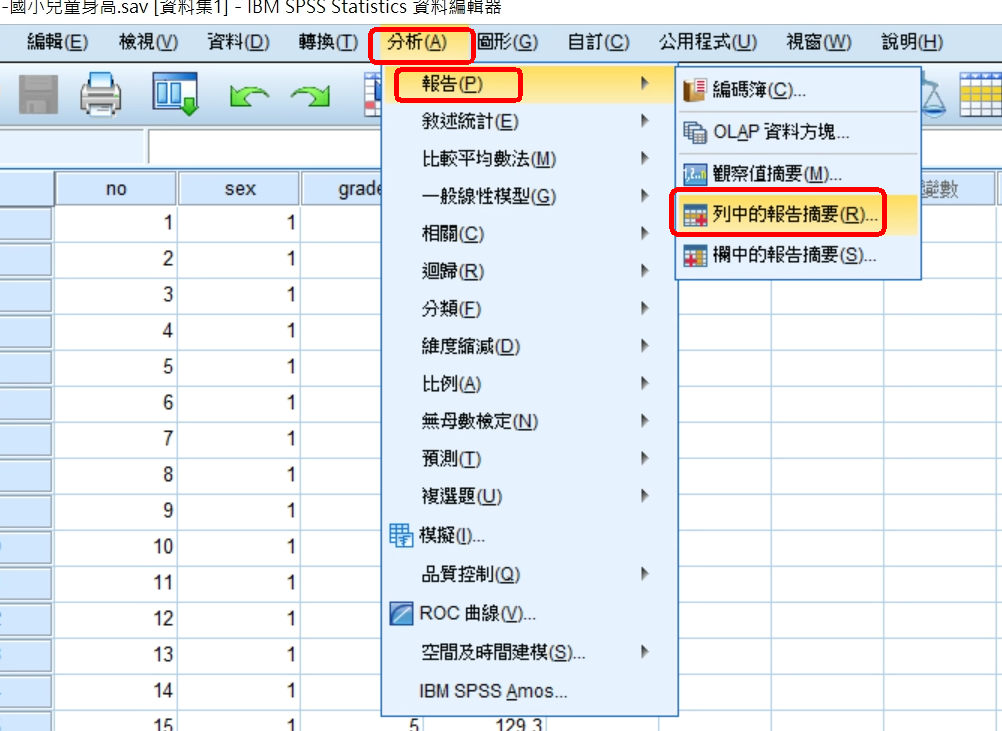 -國小兒童身高.sav [資料集1] - IBM SPSS Statistics 資料編輯器
編輯(E) 檢視(V) 資料(D) 轉換(T) 分析(A) 圖形(G) 自訂(C) 公用程式(U) 視窗(W) 說明(H)
報告(P)
敘述統計(E)
比較平均數法(M)
一般線性模型(G)
相關(C)
迴歸(R)
分類(F)
維度縮減(D)
比例(A)
無母數檢定(N)
預測(T)
複選題(U)
模擬(I)...
品質控制(Q)
ROC 曲線(V)...
空間及時間建模(S)...
IBM SPSS Amos...
編碼簿(C)...
OLAP 資料方塊...
觀察值摘要(M)...
列中的報告摘要(R)...
欄中的報告摘要(S)...
no sex grade 變數
1 1
2 1
3 1
4 1
5 1
6 1
7 1
8 1
9 1
10 1
11 1
12 1
13 1
14 1
15 1 5 129.3